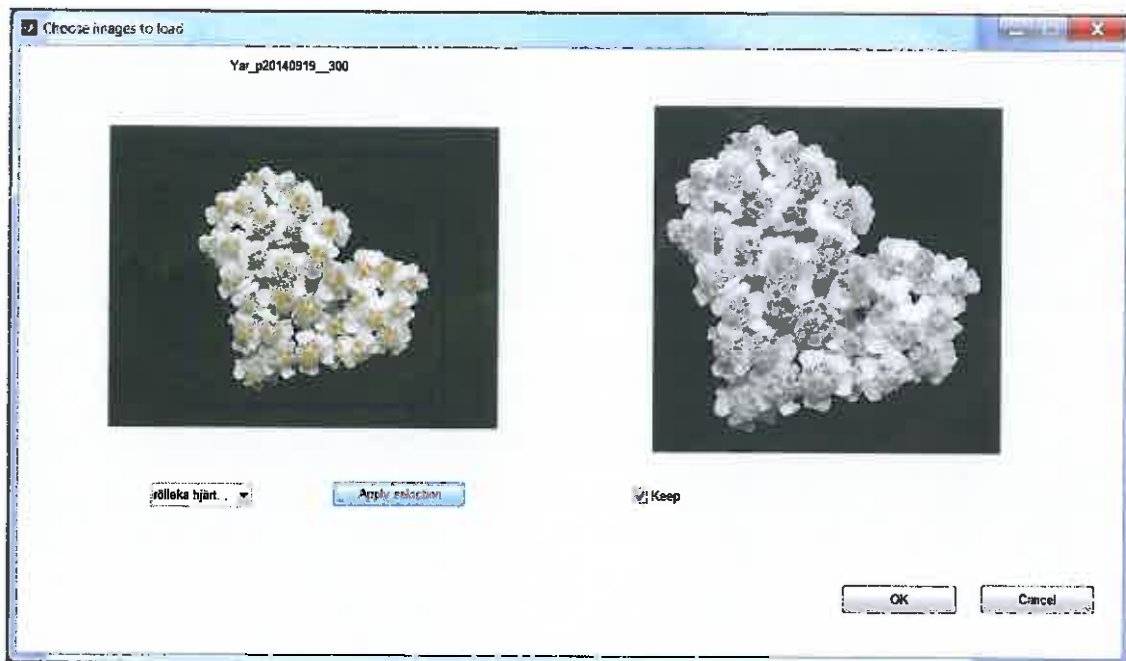 Choose images to load
Yar_p20140919__300
rölleka hjärt. .
Apply selection
Keep
OK
Cancel